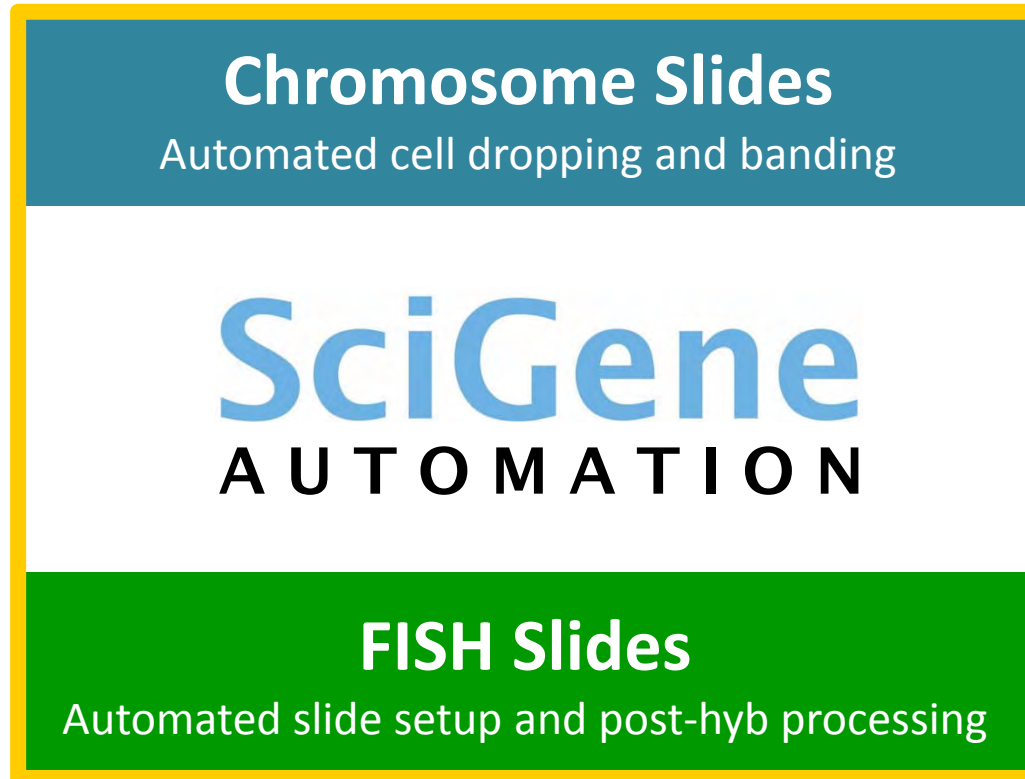 Chromosome Slides
Automated cell dropping and banding
SciGene
AUTOMATION
FISH Slides
Automated slide setup and post-hyb processing